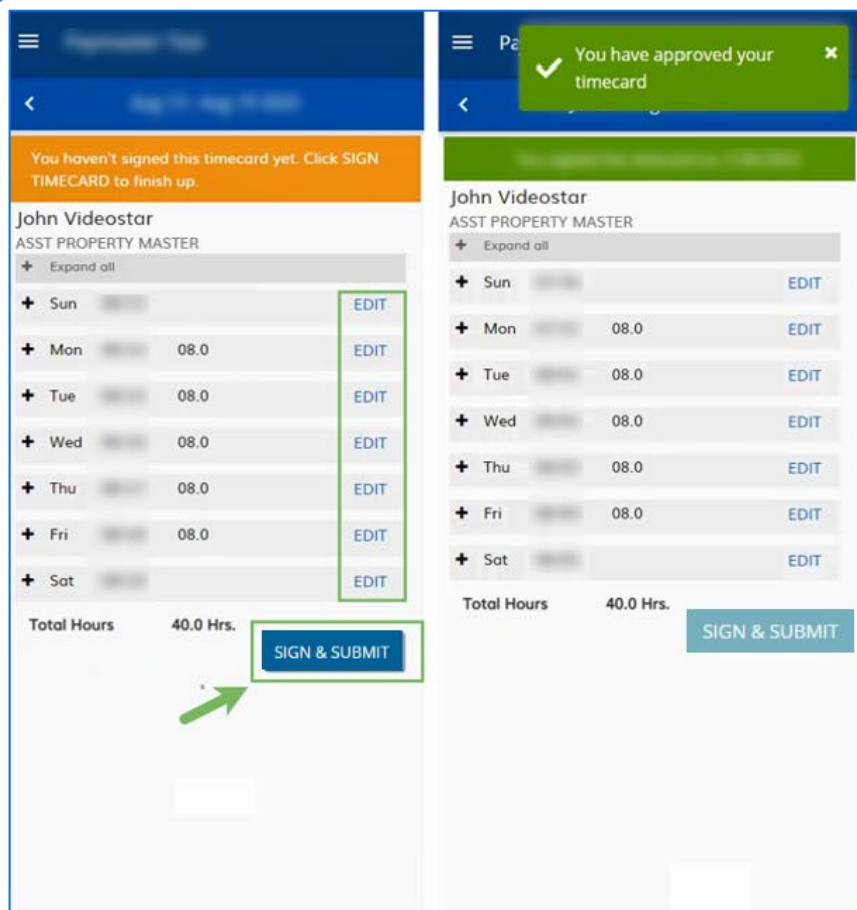 You haven't signed this timecard yet. Click SIGN
TIMECARD to finish up.
John Videostar
ASST PROPERTY MASTER
+ Expand all
+ Sun EDIT
+ Mon 08.0 EDIT
+ Tue 08.0 EDIT
+ Wed 08.0 EDIT
+ Thu 08.0 EDIT
+ Fri 08.0 EDIT
+ Sat EDIT
Total Hours 40.0 Hrs.
SIGN & SUBMIT
Pa
You have approved your
timecard
John Videostar
ASST PROPERTY MASTER
+ Expand all
+ Sun EDIT
+ Mon 08.0 EDIT
+ Tue 08.0 EDIT
+ Wed 08.0 EDIT
+ Thu 08.0 EDIT
+ Fri 08.0 EDIT
+ Sat EDIT
Total Hours 40.0 Hrs.
SIGN & SUBMIT